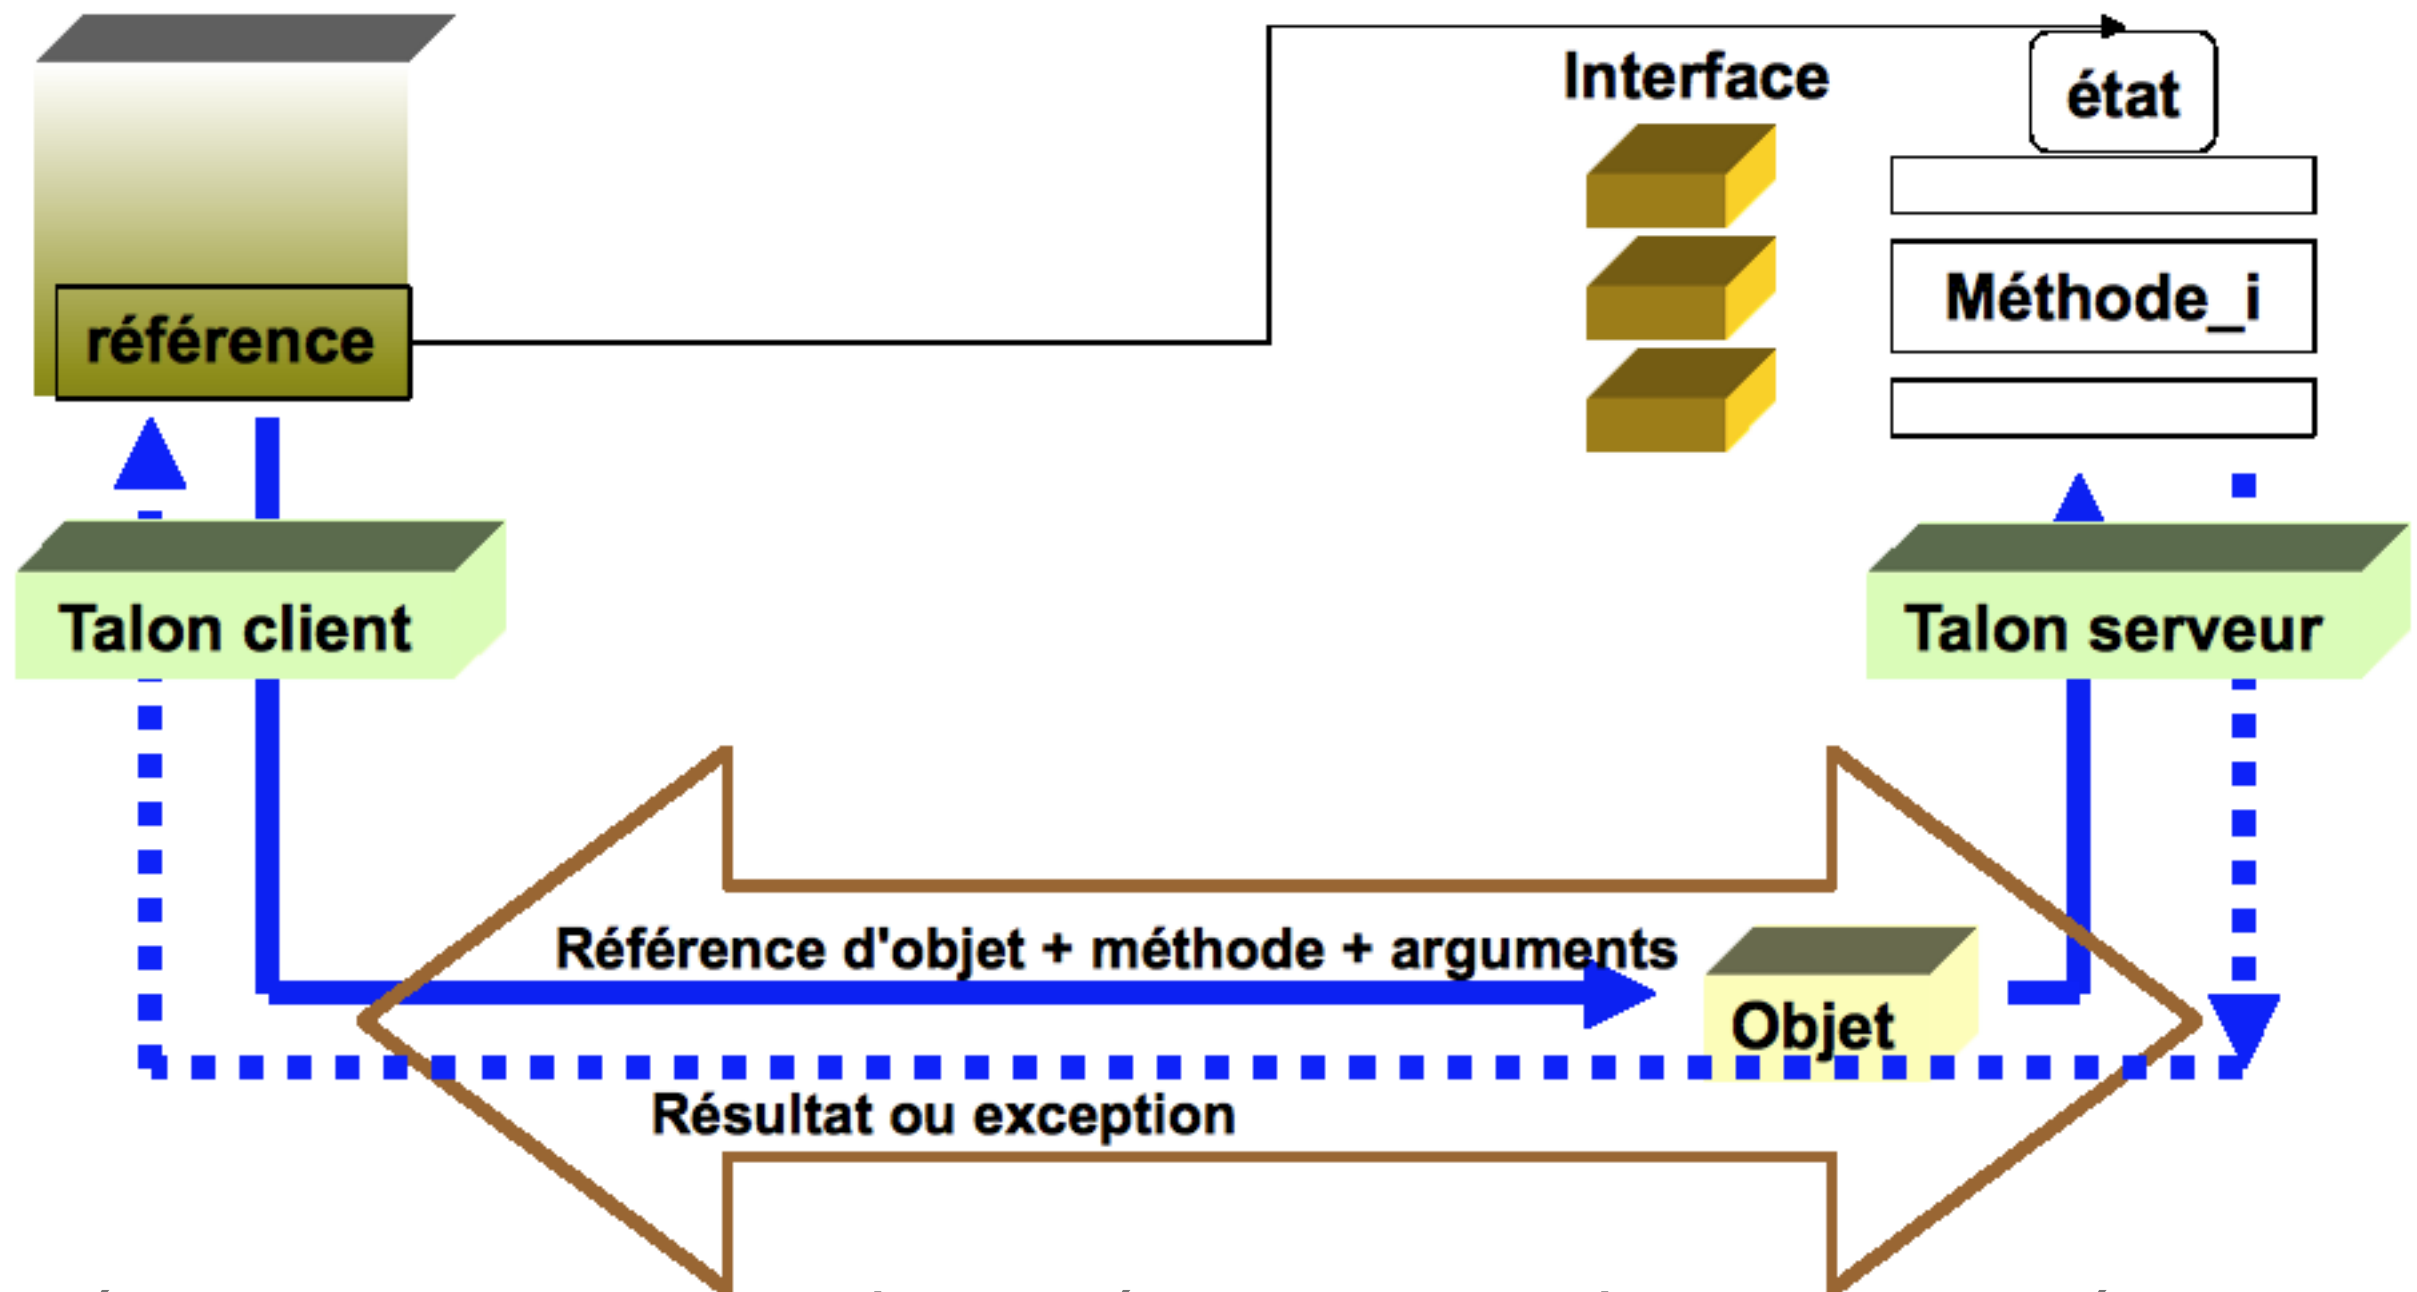 Interface
état
Méthode_i
référence
Talon client
Talon serveur
Référence d'objet + méthode + arguments
Objet
Résultat ou exception